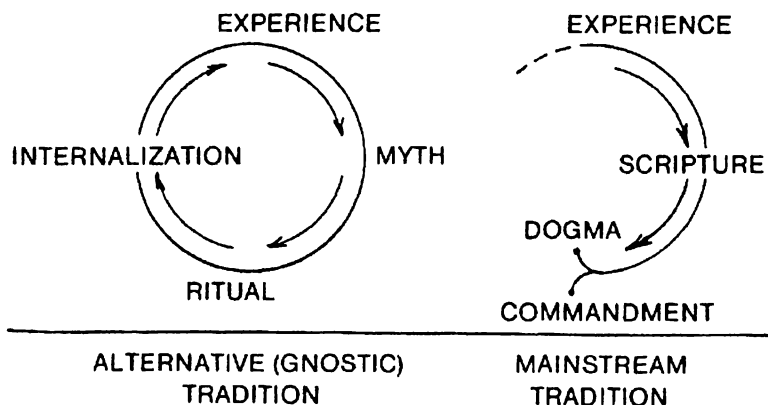 EXPERIENCE
INTERNALIZATION
MYTH
RITUAL
EXPERIENCE
SCRIPTURE
DOGMA
COMMANDMENT
ALTERNATIVE (GNOSTIC)
TRADITION
MAINSTREAM
TRADITION